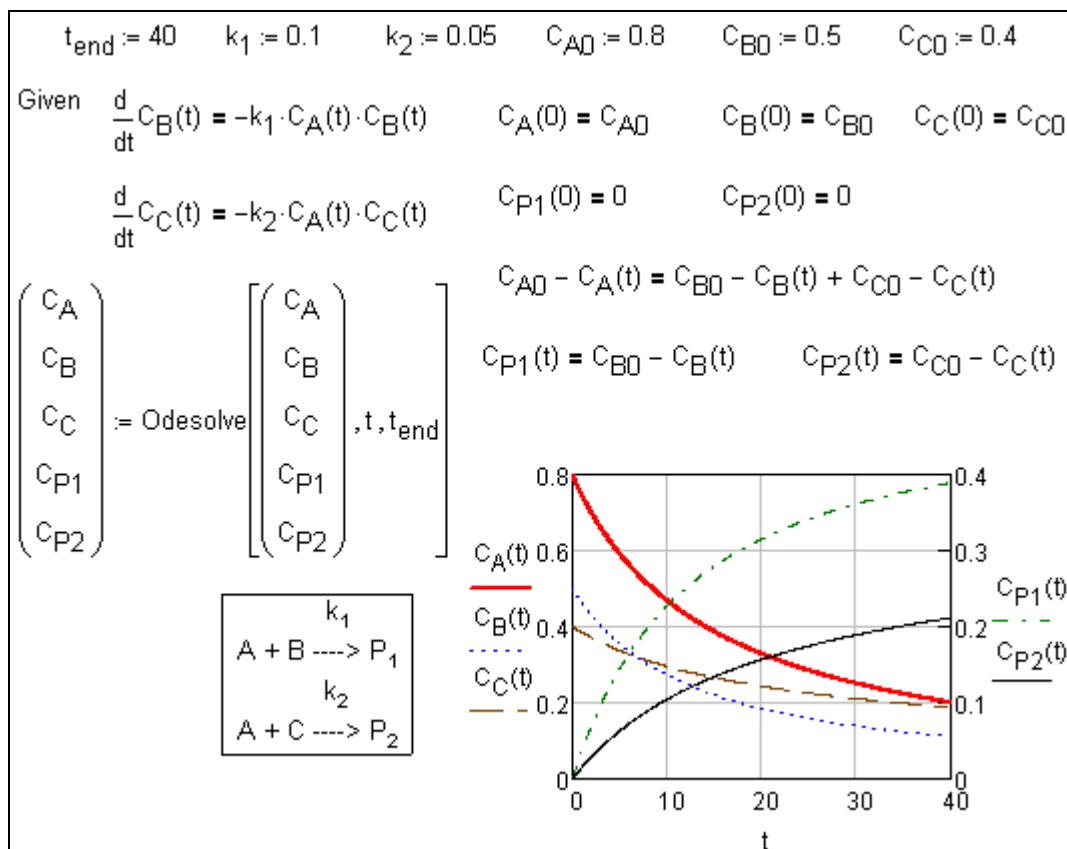 t_end := 40 k_1 := 0.1 k_2 := 0.05 C_A0 := 0.8 C_B0 := 0.5 C_C0 := 0.4
Given d/dt C_B(t) = -k_1·C_A(t)·C_B(t) C_A(0) = C_A0 C_B(0) = C_B0 C_C(0) = C_C0
d/dt C_C(t) = -k_2·C_A(t)·C_C(t) C_P1(0) = 0 C_P2(0) = 0
C_A0 - C_A(t) = C_B0 - C_B(t) + C_C0 - C_C(t)
C_P1(t) = C_B0 - C_B(t) C_P2(t) = C_C0 - C_C(t)
(C_A C_B C_C C_P1 C_P2) := Odesolve[(C_A C_B C_C C_P1 C_P2), t, t_end]
k_1
A + B ----> P_1
k_2
A + C ----> P_2
C_A(t)
C_B(t)
C_C(t)
0.8
0.6
0.4
0.2
0
0.4
0.3
0.2
0.1
0
C_P1(t)
C_P2(t)
0 10 20 30 40
t